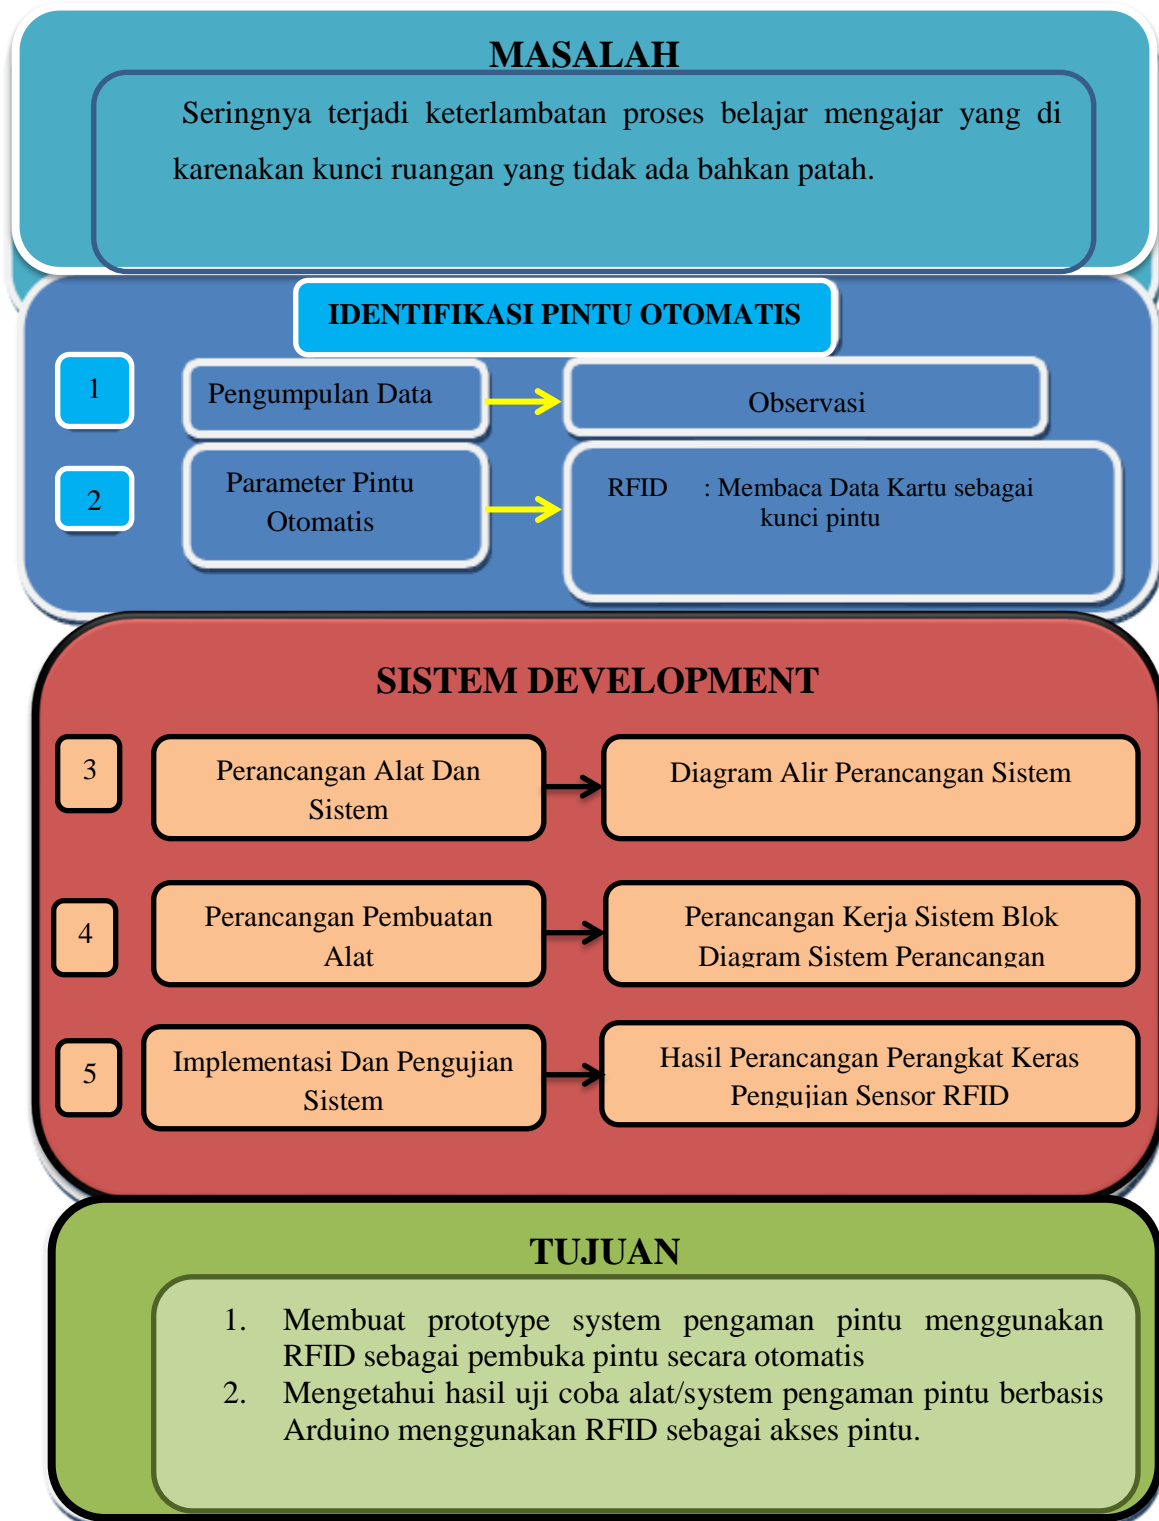 MASALAH
Seringnya terjadi keterlambatan proses belajar mengajar yang di
karenakan kunci ruangan yang tidak ada bahkan patah.
IDENTIFIKASI PINTU OTOMATIS
1
Pengumpulan Data
Observasi
2
Parameter Pintu
Otomatis
RFID : Membaca Data Kartu sebagai
kunci pintu
SISTEM DEVELOPMENT
3
Perancangan Alat Dan
Sistem
Diagram Alir Perancangan Sistem
4
Perancangan Pembuatan
Alat
Perancangan Kerja Sistem Blok
Diagram Sistem Perancangan
5
Implementasi Dan Pengujian
Sistem
Hasil Perancangan Perangkat Keras
Pengujian Sensor RFID
TUJUAN
1. Membuat prototype system pengaman pintu menggunakan
RFID sebagai pembuka pintu secara otomatis
2. Mengetahui hasil uji coba alat/system pengaman pintu berbasis
Arduino menggunakan RFID sebagai akses pintu.